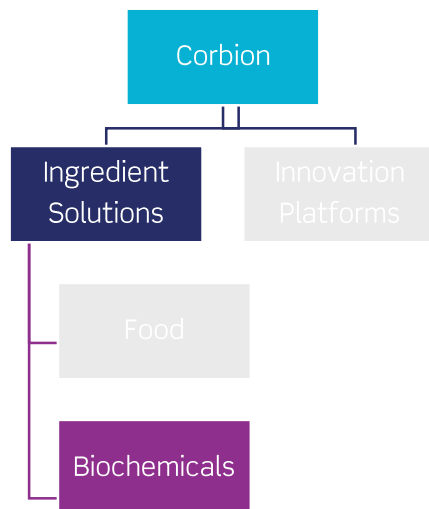 Corbion
Ingredient
Solutions
Innovation
Platforms
Food
Biochemicals